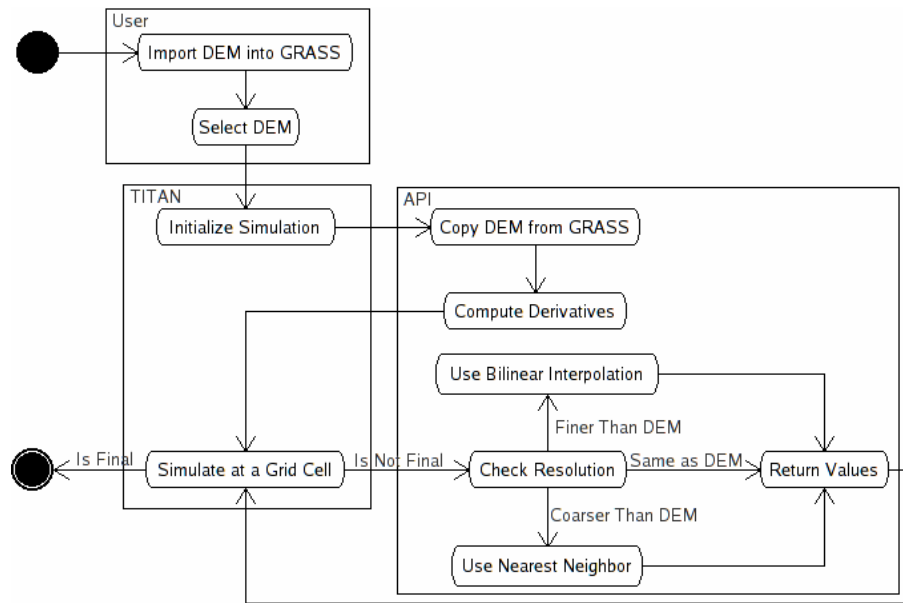 User
Import DEM into GRASS
Select DEM
TITAN
API
Initialize Simulation
Copy DEM from GRASS
Compute Derivatives
Use Bilinear Interpolation
Finer Than DEM
Is Final
Simulate at a Grid Cell
Is Not Final
Check Resolution
Same as DEM
Return Values
Coarser Than DEM
Use Nearest Neighbor